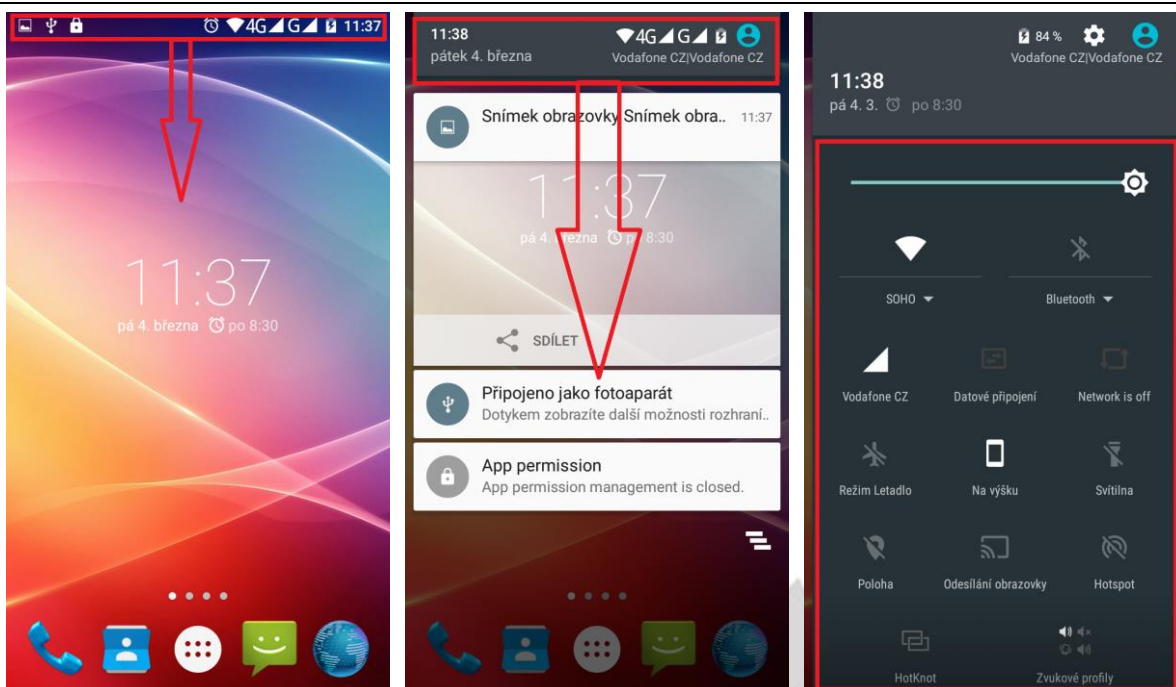 4G G 11:37
11:37
pá 4. března po 8:30
11:38
4G G
pátek 4. března
Vodafone CZ|Vodafone CZ
Snímek obrazovky Snímek obra.. 11:37
11:37
pá 4. března po 8:30
SDÍLET
Připojeno jako fotoaparát
Dotykem zobrazíte další možnosti rozhraní..
App permission
App permission management is closed.
84 %
Vodafone CZ|Vodafone CZ
11:38
pá 4. 3. po 8:30
SOHO Bluetooth
Vodafone CZ Datové připojení Network is off
Režim Letadlo Na výšku Svítilna
Poloha Odesílání obrazovky Hotspot
HotKnot Zvukové profily